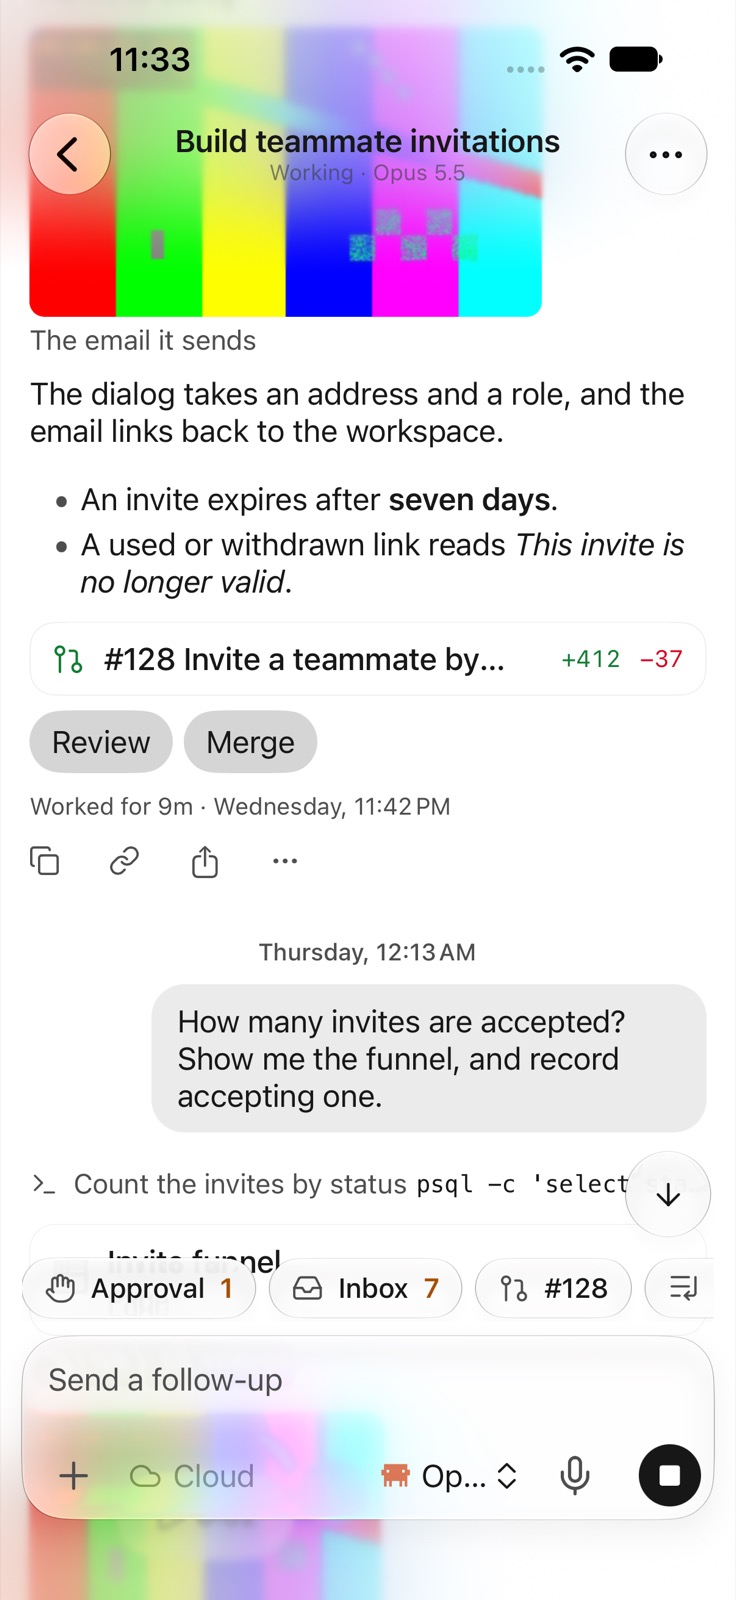 11:33
Build teammate invitations
Working · Opus 5.5
The email it sends
The dialog takes an address and a role, and the
email links back to the workspace.
• An invite expires after seven days.
• A used or withdrawn link reads This invite is
no longer valid.
#128 Invite a teammate by... +412 −37
Review Merge
Worked for 9m · Wednesday, 11:42 PM
Thursday, 12:13 AM
How many invites are accepted?
Show me the funnel, and record
accepting one.
Count the invites by status psql -c 'select
Invite funnel
Approval 1 Inbox 7 #128
Send a follow-up
Cloud Op...